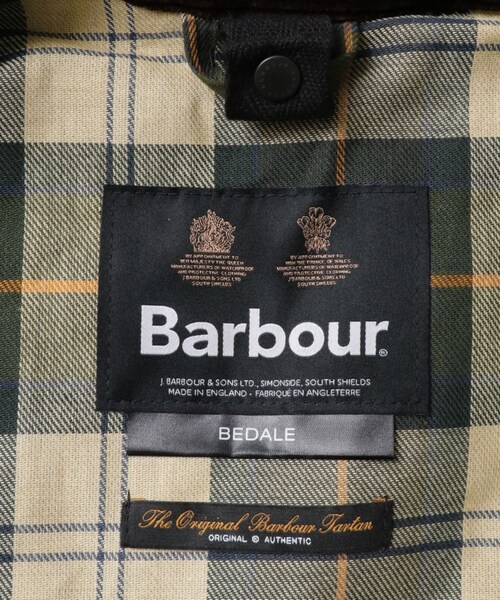 BY APPOINTMENT TO
HER MAJESTY THE QUEEN
MANUFACTURERS OF WATERPROOF
AND PROTECTIVE CLOTHING
J. BARBOUR & SONS LTD
SOUTH SHIELDS
BY APPOINTMENT TO
HRH THE PRINCE OF WALES
MANUFACTURERS OF WATERPROOF
AND PROTECTIVE CLOTHING
J. BARBOUR & SONS LTD
SOUTH SHIELDS
Barbour®
J. BARBOUR & SONS LTD., SIMONSIDE, SOUTH SHIELDS
MADE IN ENGLAND - FABRIQUÉ EN ANGLETERRE
BEDALE
The Original Barbour Tartan
ORIGINAL © AUTHENTIC